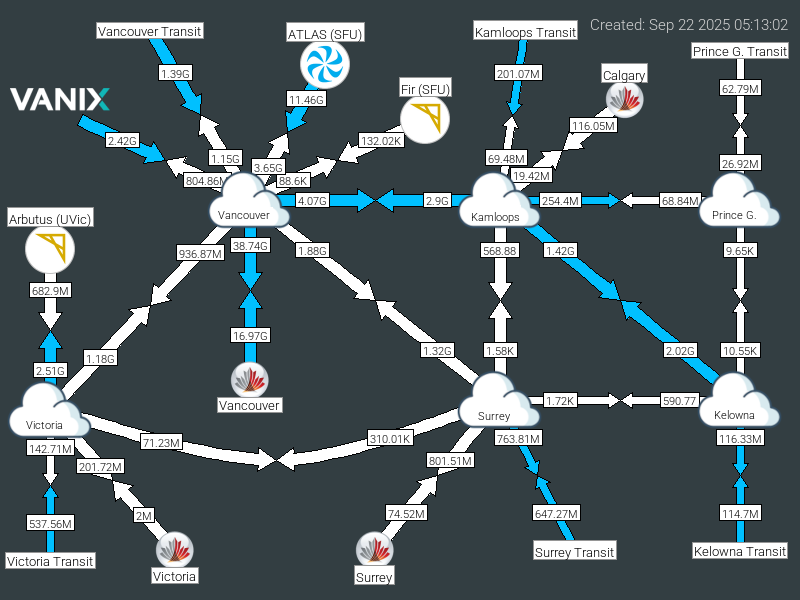 Created: Sep 22 2025 05:13:02
Vancouver Transit
ATLAS (SFU)
Kamloops Transit
Prince G. Transit
1.39G
201.07M
Calgary
62.79M
VANIX
11.46G
Fir (SFU)
116.05M
2.42G
132.02K
1.15G
3.65G
69.48M
26.92M
804.86M
88.6K
19.42M
4.07G
2.9G
254.4M
68.84M
Arbutus (UVic)
Vancouver
Kamloops
Prince G.
936.87M
38.74G
1.88G
568.88
1.42G
9.65K
682.9M
16.97G
1.18G
1.32G
1.58K
2.02G
10.55K
2.51G
Vancouver
1.72K
590.77
Victoria
Surrey
Kelowna
142.71M
71.23M
310.01K
763.81M
116.33M
201.72M
801.51M
537.56M
2M
74.52M
647.27M
114.7M
Victoria Transit
Victoria
Surrey
Surrey Transit
Kelowna Transit